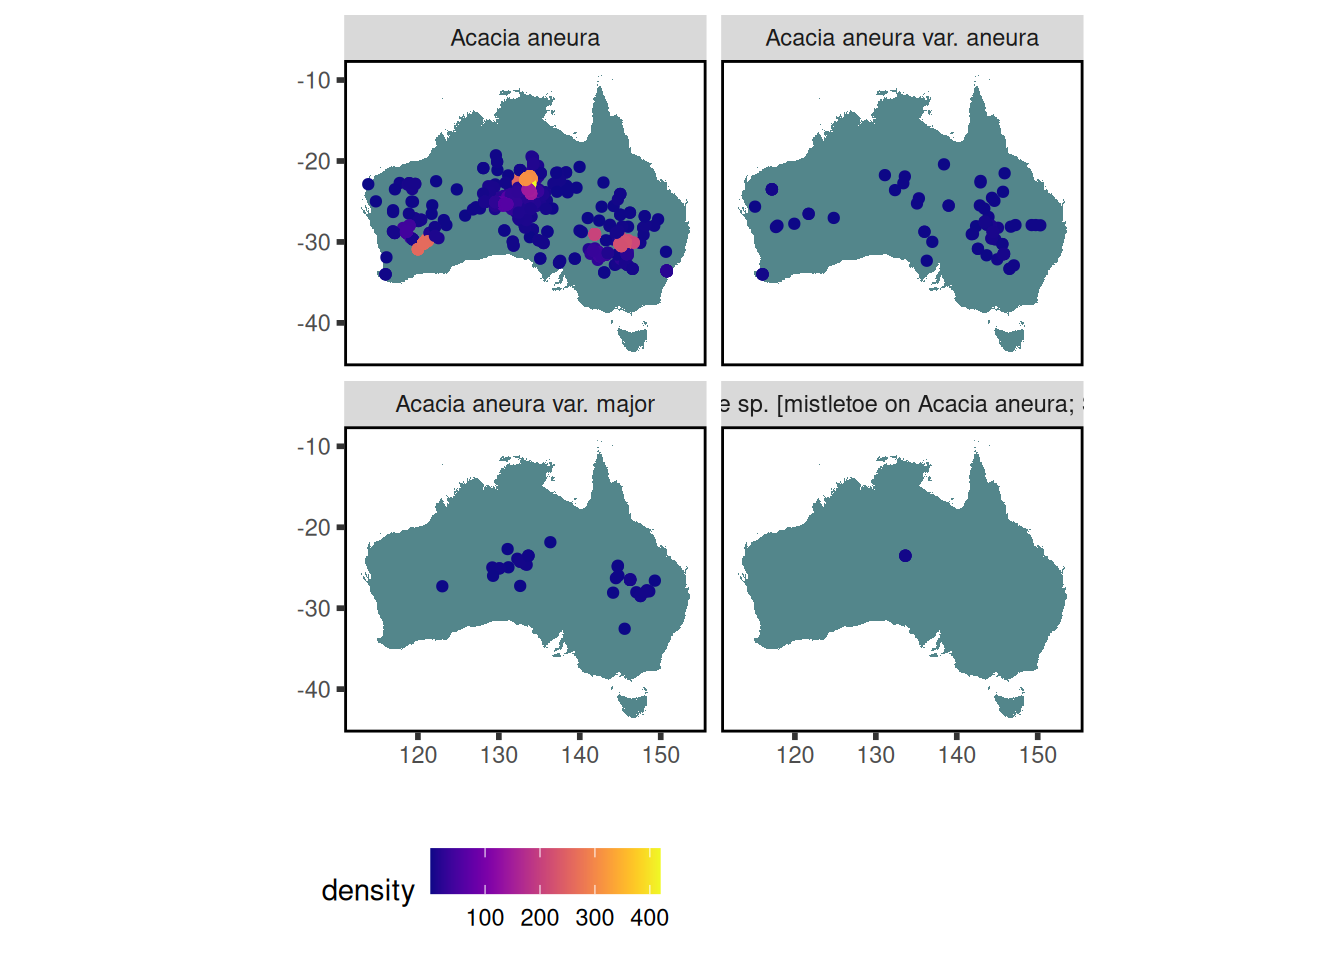 Acacia aneura
Acacia aneura var. aneura
-10
-20
-30
-40
Acacia aneura var. major
e sp. [mistletoe on Acacia aneura;
-10
-20
-30
-40
120 130 140 150
120 130 140 150
density
100 200 300 400